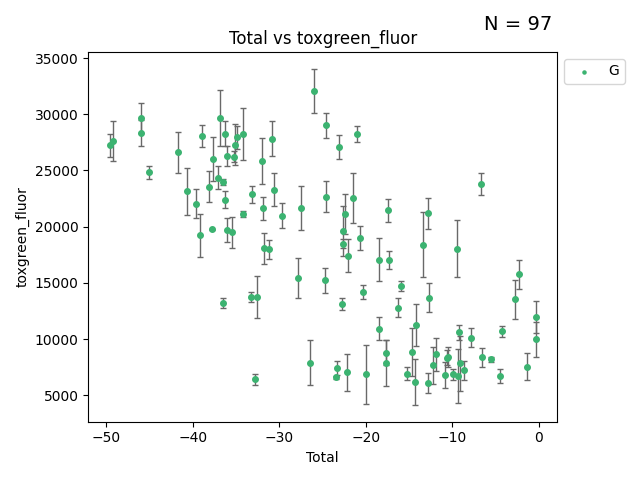 N = 97
Total vs toxgreen_fluor
G
toxgreen_fluor
35000
30000
25000
20000
15000
10000
5000
−50 −40 −30 −20 −10 0
Total